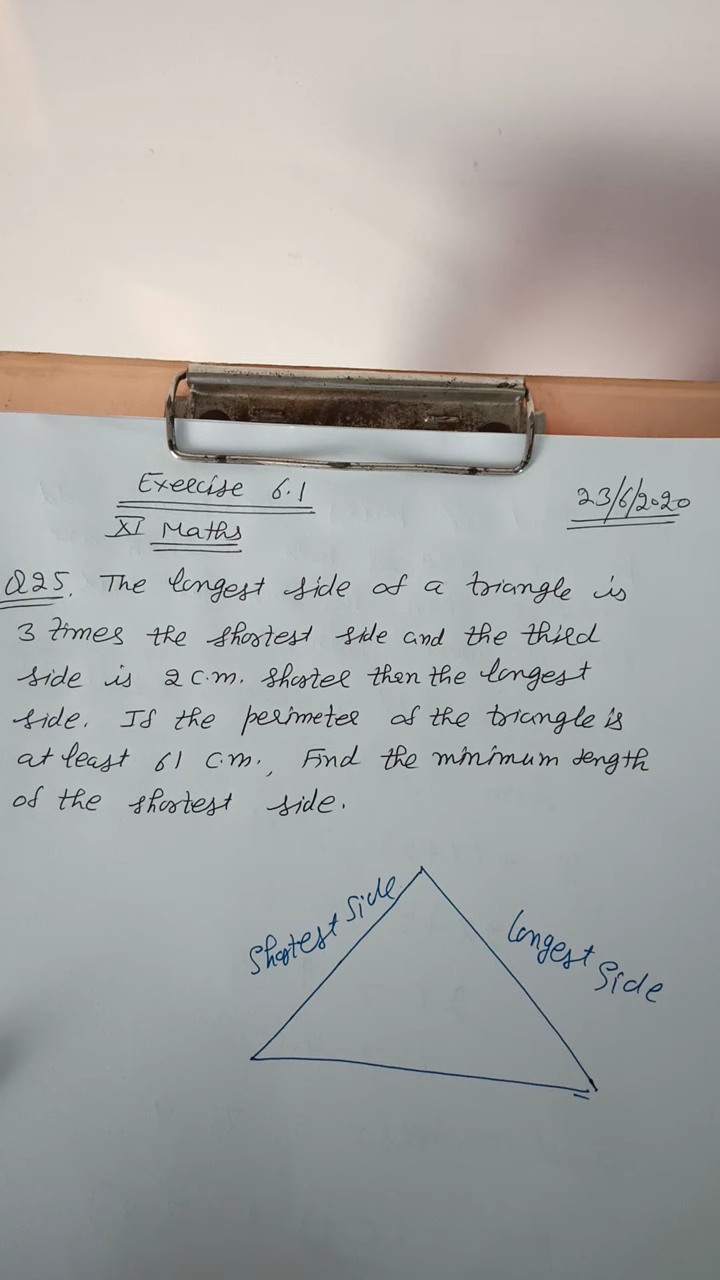 Exercise 6.1
23/6/2020
XI Maths
Q25. The longest side of a triangle is
3 times the shortest side and the third
side is 2 c.m. shorter then the longest
side. If the perimeter of the triangle is
at least 61 c.m., Find the minimum length
of the shortest side.
Shortest Side
Longest Side